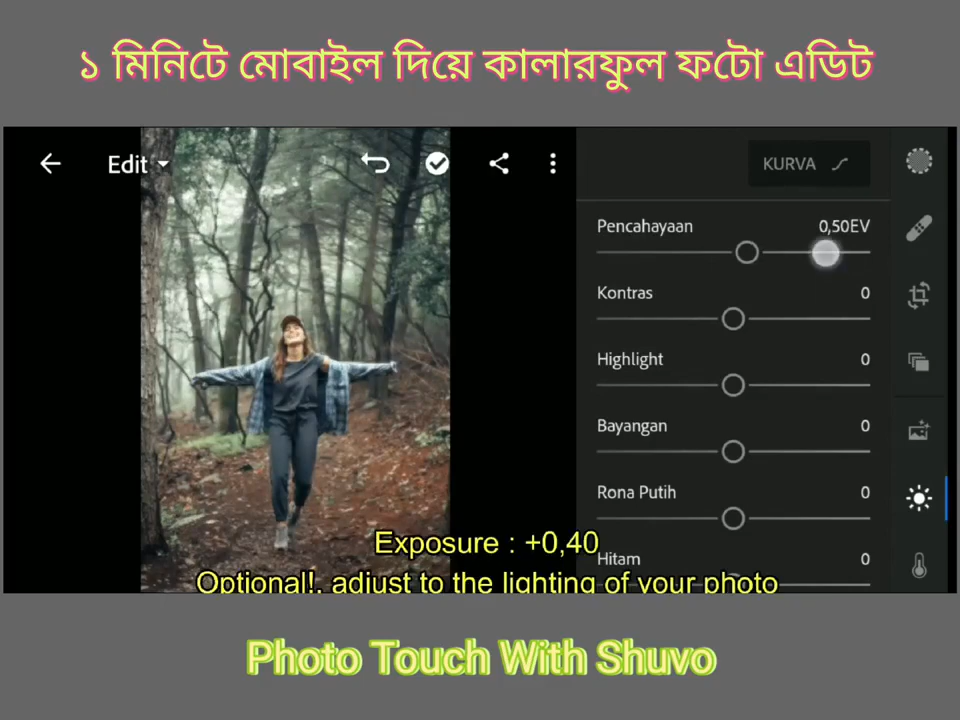 ১ মিনিটে মোবাইল দিয়ে কালারফুল ফটো এডিট
Edit
KURVA
Pencahayaan 0,50EV
Kontras 0
Highlight 0
Bayangan 0
Rona Putih 0
Hitam 0
Exposure : +0,40
Optional!, adjust to the lighting of your photo
Photo Touch With Shuvo